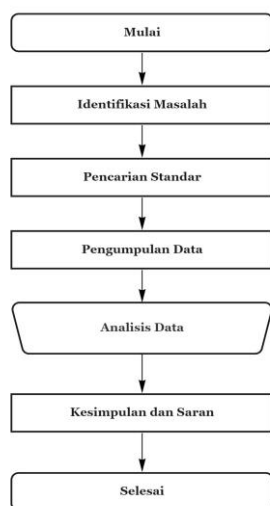 Mulai
Identifikasi Masalah
Pencarian Standar
Pengumpulan Data
Analisis Data
Kesimpulan dan Saran
Selesai